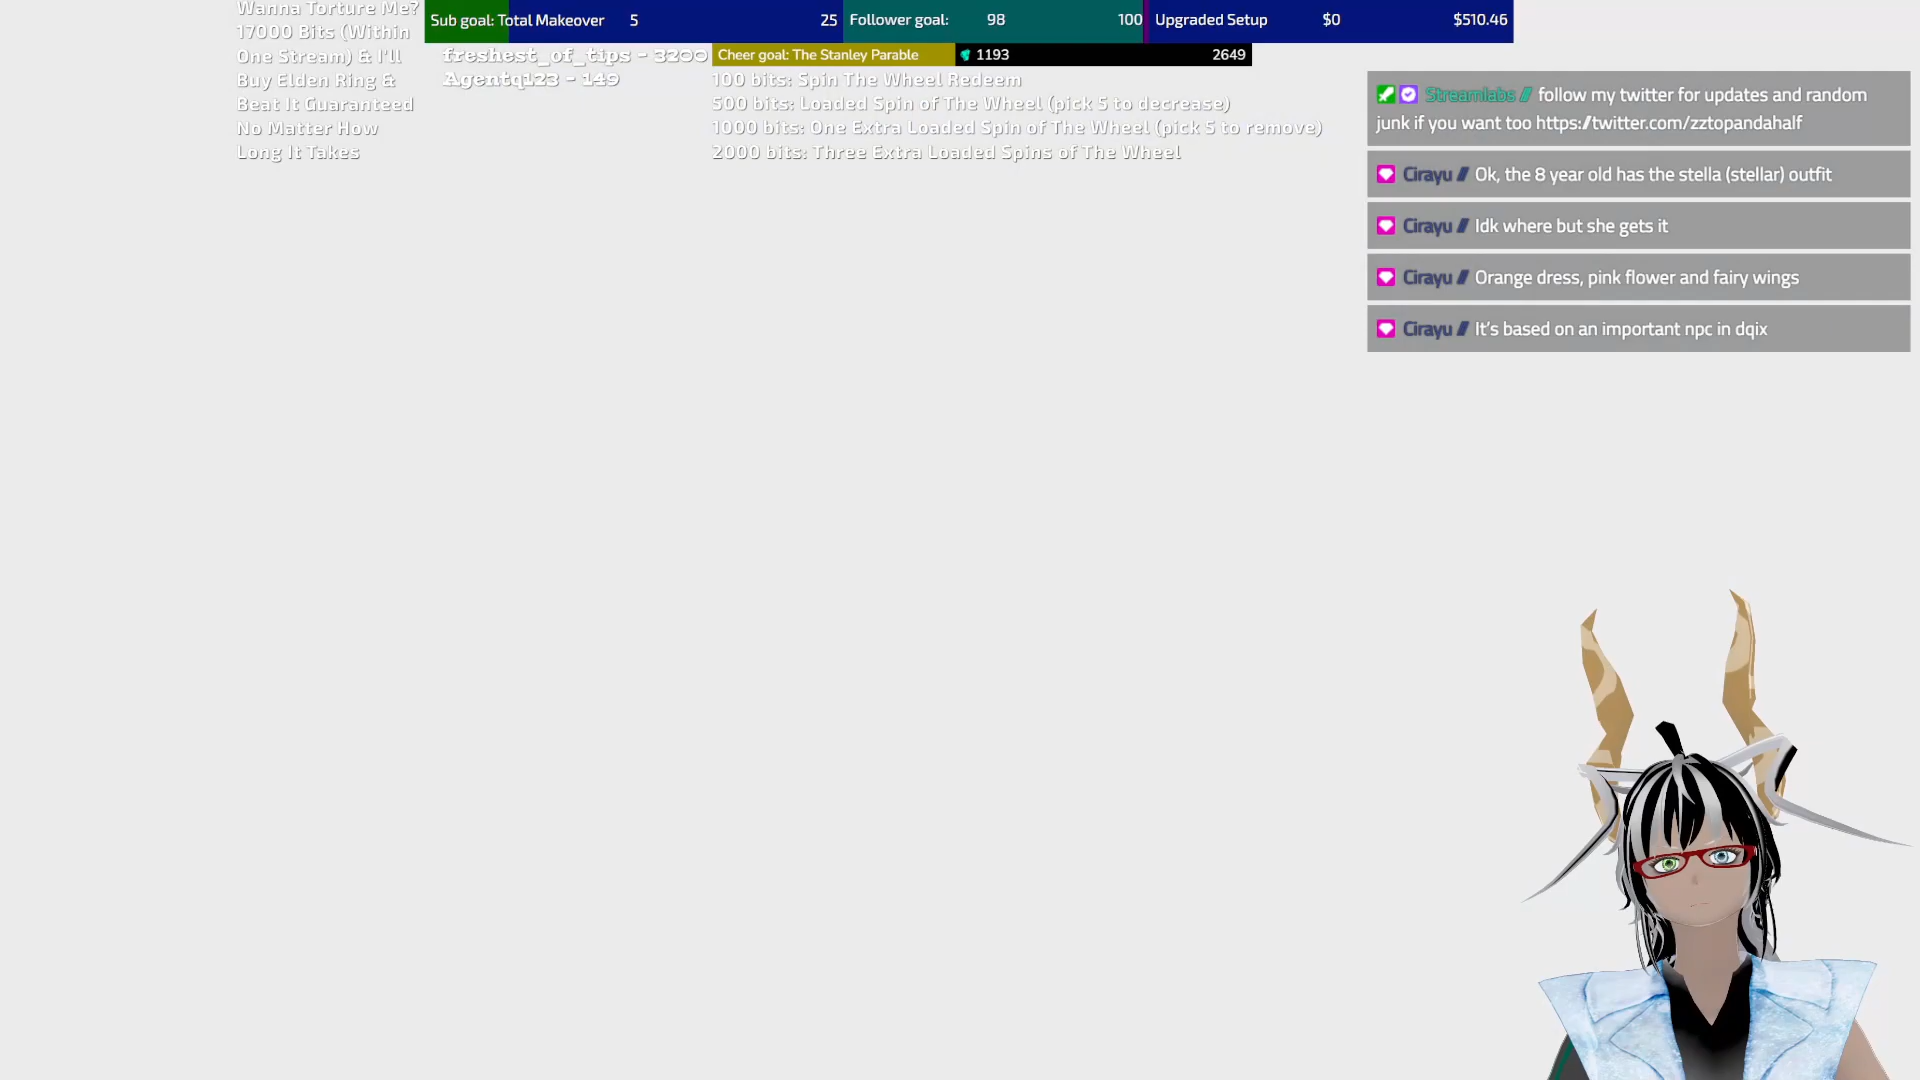 Wanna Torture Me?
17000 Bits (Within
One Stream) & I'll
Buy Elden Ring &
Beat It Guaranteed
No Matter How
Long It Takes
Sub goal: Total Makeover 5 25
Follower goal: 98 100
Upgraded Setup $0 $510.46
freshest_of_tips - 3200
Agentq123 - 149
Cheer goal: The Stanley Parable 1193 2649
100 bits: Spin The Wheel Redeem
500 bits: Loaded Spin of The Wheel (pick 5 to decrease)
1000 bits: One Extra Loaded Spin of The Wheel (pick 5 to remove)
2000 bits: Three Extra Loaded Spins of The Wheel
Streamlabs // follow my twitter for updates and random
junk if you want too https://twitter.com/zztopandahalf
Cirayu // Ok, the 8 year old has the stella (stellar) outfit
Cirayu // Idk where but she gets it
Cirayu // Orange dress, pink flower and fairy wings
Cirayu // It's based on an important npc in dqix